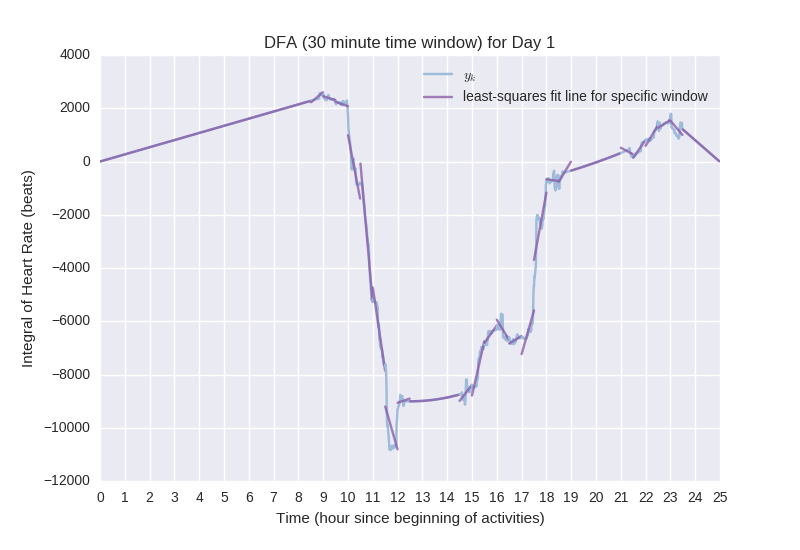 DFA (30 minute time window) for Day 1
4000
2000
0
−2000
−4000
−6000
−8000
−10000
−12000
Integral of Heart Rate (beats)
yₖ
least-squares fit line for specific window
0 1 2 3 4 5 6 7 8 9 10 11 12 13 14 15 16 17 18 19 20 21 22 23 25
Time (hour since beginning of activities)